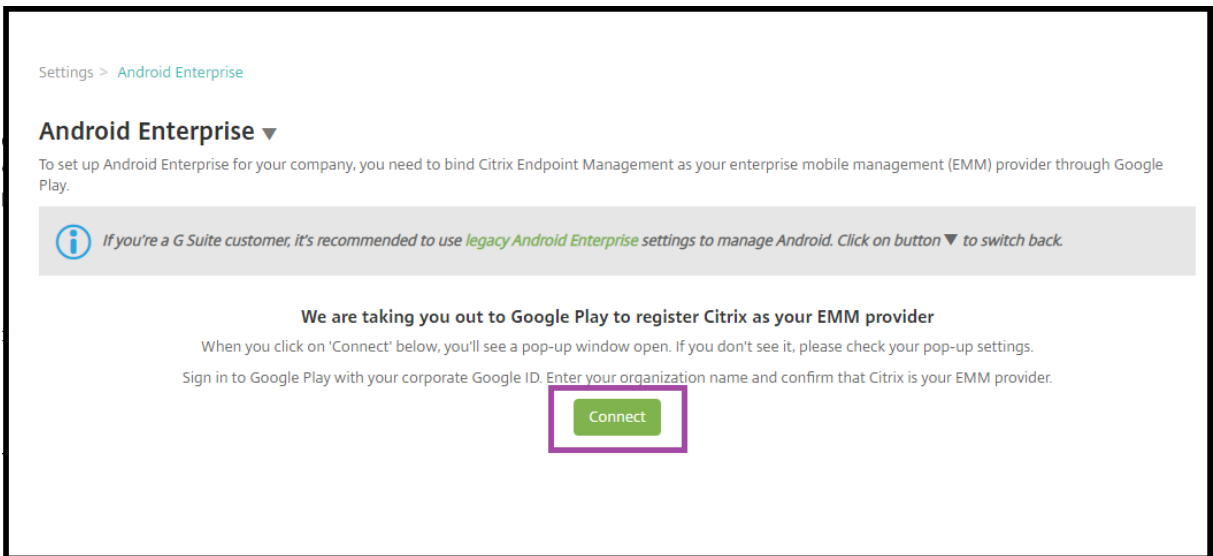 Settings > Android Enterprise
Android Enterprise ▼
To set up Android Enterprise for your company, you need to bind Citrix Endpoint Management as your enterprise mobile management (EMM) provider through Google
Play.
If you're a G Suite customer, it's recommended to use legacy Android Enterprise settings to manage Android. Click on button ▼ to switch back.
We are taking you out to Google Play to register Citrix as your EMM provider
When you click on 'Connect' below, you'll see a pop-up window open. If you don't see it, please check your pop-up settings.
Sign in to Google Play with your corporate Google ID. Enter your organization name and confirm that Citrix is your EMM provider.
Connect